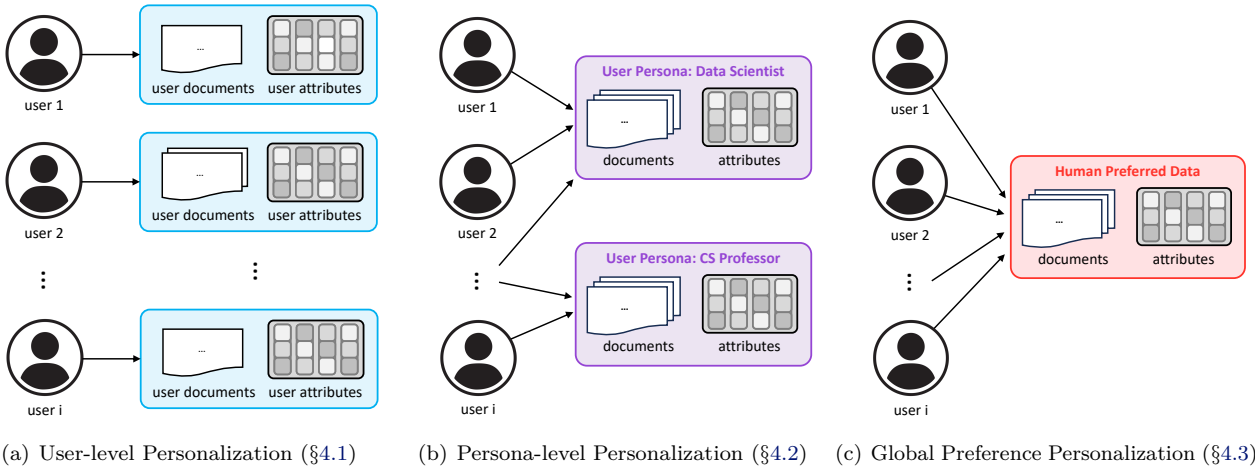 ...
user documents user attributes
user 1
...
user documents user attributes
user 2
...
user documents user attributes
user i
(a) User-level Personalization (§4.1)
user 1
User Persona: Data Scientist
...
documents attributes
user 2
User Persona: CS Professor
...
documents attributes
user i
(b) Persona-level Personalization (§4.2)
user 1
Human Preferred Data
...
documents attributes
user 2
user i
(c) Global Preference Personalization (§4.3)